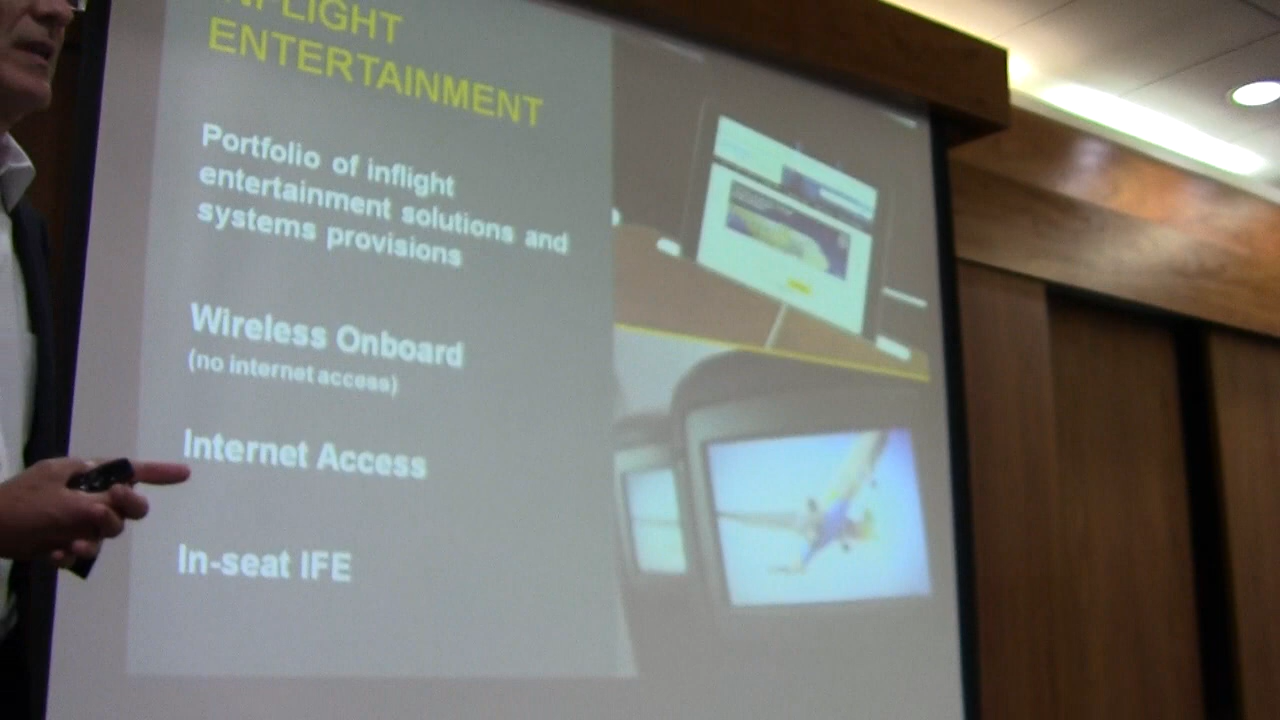 INFLIGHT
ENTERTAINMENT
Portfolio of inflight
entertainment solutions and
systems provisions
Wireless Onboard
(no internet access)
Internet Access
In-seat IFE